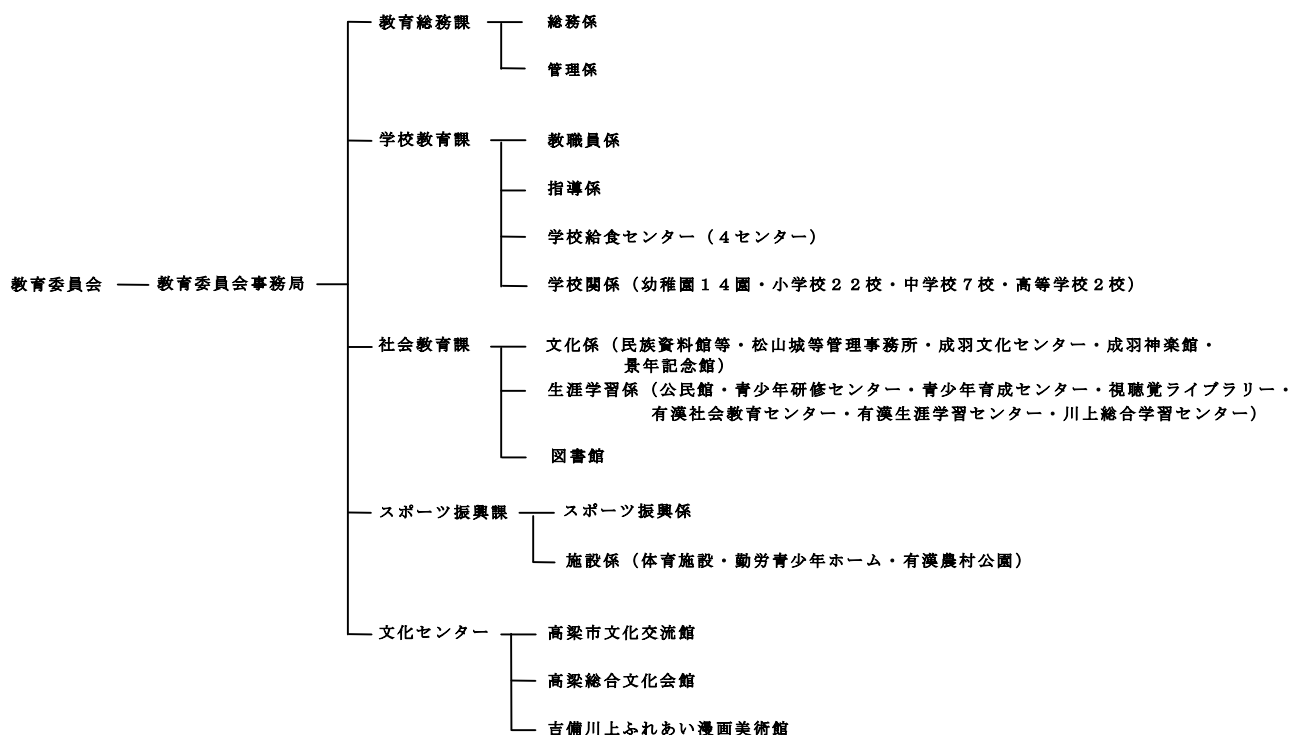 教育総務課
総務係
管理係
学校教育課
教職員係
指導係
学校給食センター（４センター）
教育委員会
教育委員会事務局
学校関係（幼稚園１４園・小学校２２校・中学校７校・高等学校２校）
社会教育課
文化係（民族資料館等・松山城等管理事務所・成羽文化センター・成羽神楽館・
景年記念館）
生涯学習係（公民館・青少年研修センター・青少年育成センター・視聴覚ライブラリー・
有漢社会教育センター・有漢生涯学習センター・川上総合学習センター）
図書館
スポーツ振興課
スポーツ振興係
施設係（体育施設・勤労青少年ホーム・有漢農村公園）
文化センター
高梁市文化交流館
高梁総合文化会館
吉備川上ふれあい漫画美術館